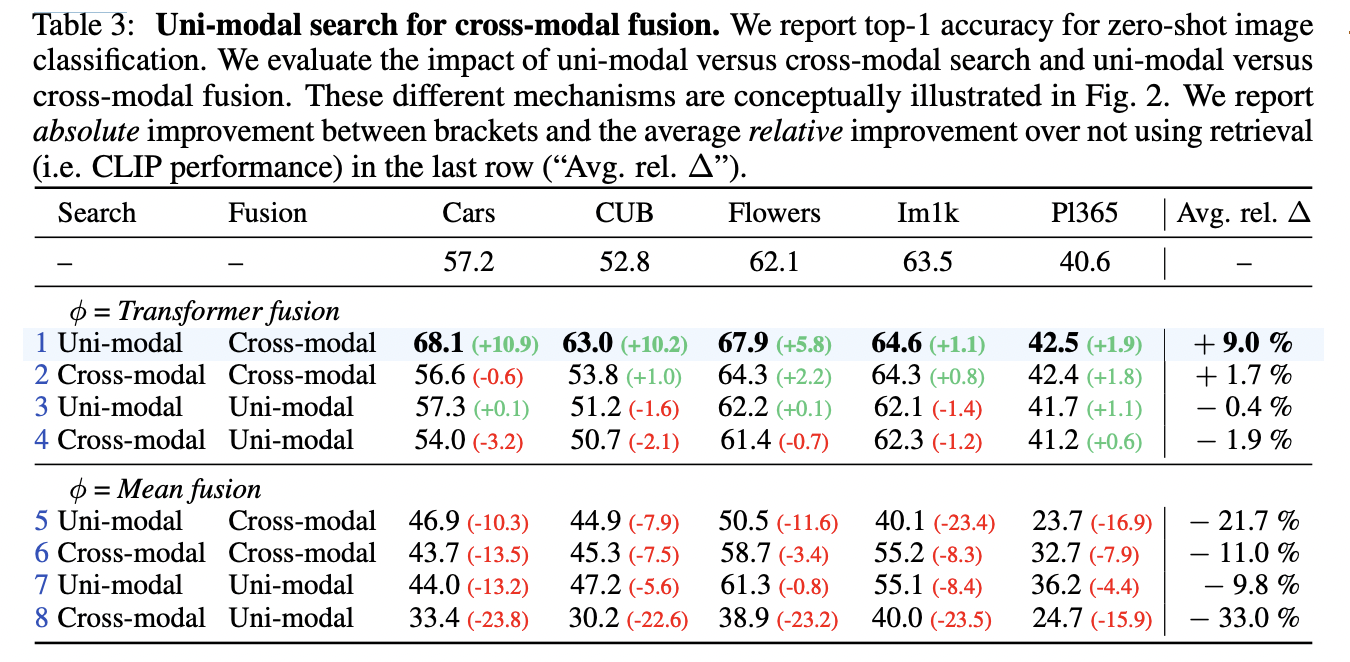 Table 3: Uni-modal search for cross-modal fusion. We report top-1 accuracy for zero-shot image
classification. We evaluate the impact of uni-modal versus cross-modal search and uni-modal versus
cross-modal fusion. These different mechanisms are conceptually illustrated in Fig. 2. We report
absolute improvement between brackets and the average relative improvement over not using retrieval
(i.e. CLIP performance) in the last row (“Avg. rel. Δ”).
Search Fusion Cars CUB Flowers Im1k Pl365 Avg. rel. Δ
– – 57.2 52.8 62.1 63.5 40.6 –
ϕ = Transformer fusion
1 Uni-modal Cross-modal 68.1 (+10.9) 63.0 (+10.2) 67.9 (+5.8) 64.6 (+1.1) 42.5 (+1.9) + 9.0 %
2 Cross-modal Cross-modal 56.6 (-0.6) 53.8 (+1.0) 64.3 (+2.2) 64.3 (+0.8) 42.4 (+1.8) + 1.7 %
3 Uni-modal Uni-modal 57.3 (+0.1) 51.2 (-1.6) 62.2 (+0.1) 62.1 (-1.4) 41.7 (+1.1) − 0.4 %
4 Cross-modal Uni-modal 54.0 (-3.2) 50.7 (-2.1) 61.4 (-0.7) 62.3 (-1.2) 41.2 (+0.6) − 1.9 %
ϕ = Mean fusion
5 Uni-modal Cross-modal 46.9 (-10.3) 44.9 (-7.9) 50.5 (-11.6) 40.1 (-23.4) 23.7 (-16.9) − 21.7 %
6 Cross-modal Cross-modal 43.7 (-13.5) 45.3 (-7.5) 58.7 (-3.4) 55.2 (-8.3) 32.7 (-7.9) − 11.0 %
7 Uni-modal Uni-modal 44.0 (-13.2) 47.2 (-5.6) 61.3 (-0.8) 55.1 (-8.4) 36.2 (-4.4) − 9.8 %
8 Cross-modal Uni-modal 33.4 (-23.8) 30.2 (-22.6) 38.9 (-23.2) 40.0 (-23.5) 24.7 (-15.9) − 33.0 %